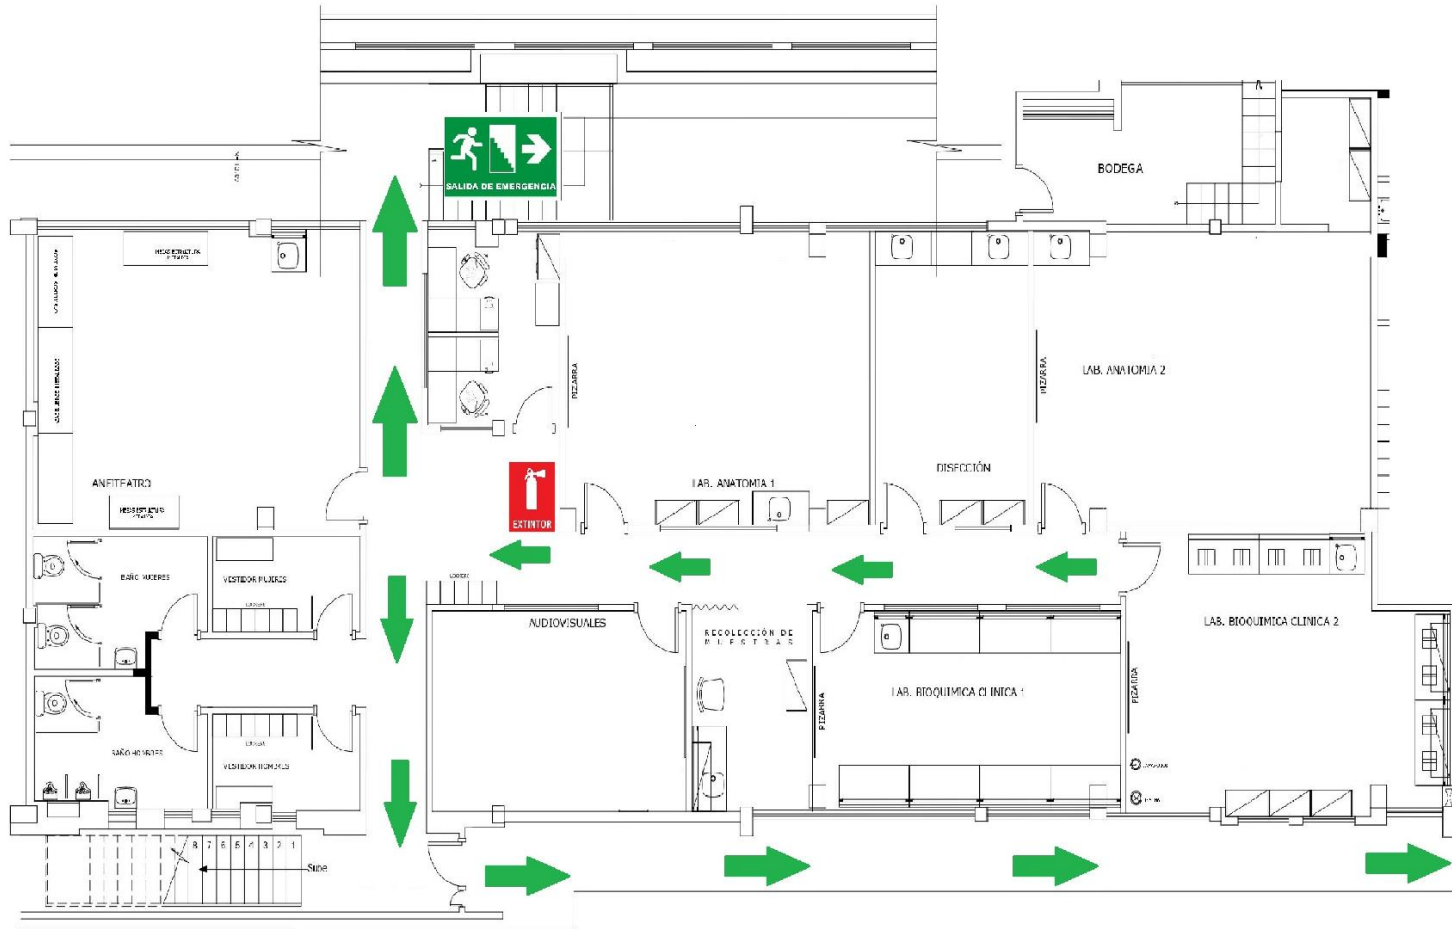 SALIDA DE EMERGENCIA
BODEGA
PIZARRA
PIZARRA
LAB. ANATOMIA 2
ANFITEATRO
LAB. ANATOMIA 1
DISECCIÓN
EXTINTOR
BAÑO MUJERES
VESTIDOR MUJERES
AUDIOVISUALES
RECOLECCIÓN DE
MUESTRAS
LAB. BIOQUIMICA CLINICA 2
LAB. BIOQUIMICA CLINICA 1
PIZARRA
PIZARRA
BAÑO HOMBRES
VESTIDOR HOMBRES
8 7 6 5 4 3 2 1
Sube